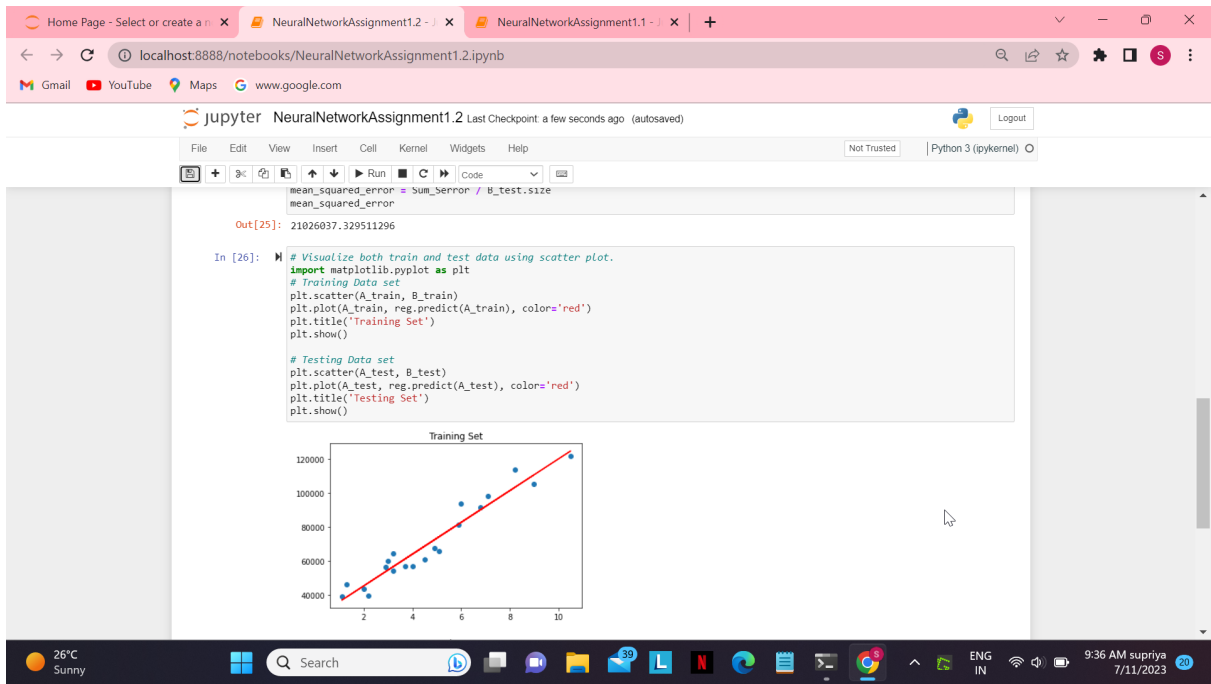 Home Page - Select or create a n
NeuralNetworkAssignment1.2 - J
NeuralNetworkAssignment1.1 - J
localhost:8888/notebooks/NeuralNetworkAssignment1.2.ipynb
S
Gmail YouTube Maps www.google.com
jupyter NeuralNetworkAssignment1.2 Last Checkpoint: a few seconds ago (autosaved)
Logout
File Edit View Insert Cell Kernel Widgets Help
Not Trusted
Python 3 (ipykernel)
Run
Code
mean_squared_error = Sum_Serror / B_test.size
mean_squared_error
Out[25]: 21026037.329511296
In [26]:
# Visualize both train and test data using scatter plot.
import matplotlib.pyplot as plt
# Training Data set
plt.scatter(A_train, B_train)
plt.plot(A_train, reg.predict(A_train), color='red')
plt.title('Training Set')
plt.show()
# Testing Data set
plt.scatter(A_test, B_test)
plt.plot(A_test, reg.predict(A_test), color='red')
plt.title('Testing Set')
plt.show()
Training Set
120000
100000
80000
60000
40000
2 4 6 8 10
26°C
Sunny
Search
39
L
N
S
ENG
IN
9:36 AM supriya
7/11/2023
20